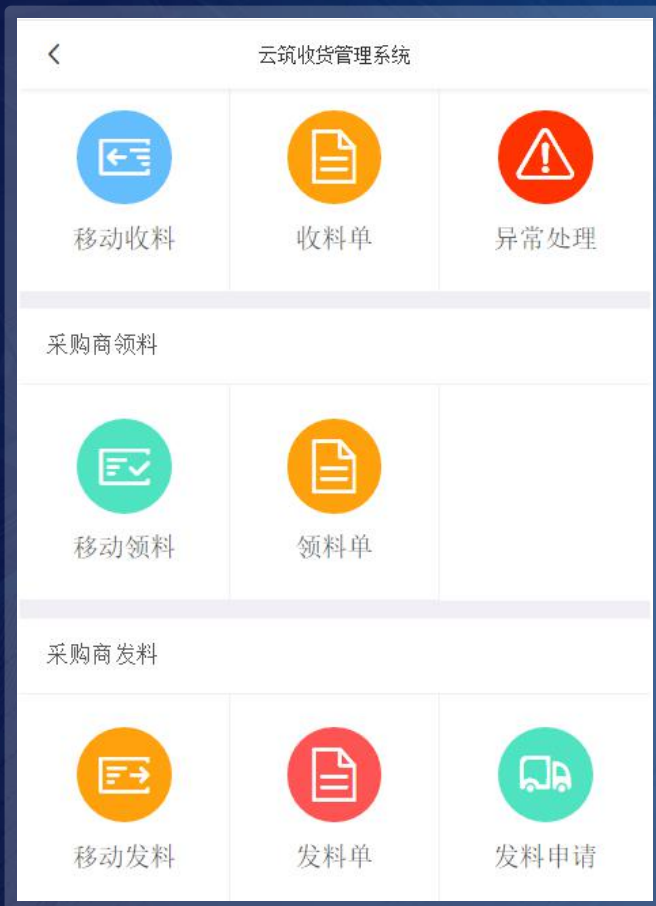 云筑收货管理系统
移动收料 收料单 异常处理
采购商领料
移动领料 领料单
采购商发料
移动发料 发料单 发料申请